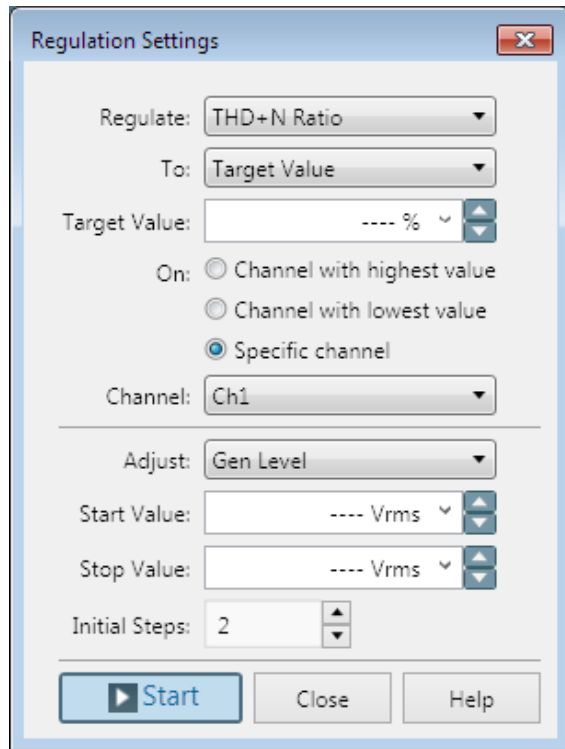 Regulation Settings
Regulate: THD+N Ratio
To: Target Value
Target Value: ---- %
On: Channel with highest value
Channel with lowest value
Specific channel
Channel: Ch1
Adjust: Gen Level
Start Value: ---- Vrms
Stop Value: ---- Vrms
Initial Steps: 2
Start Close Help